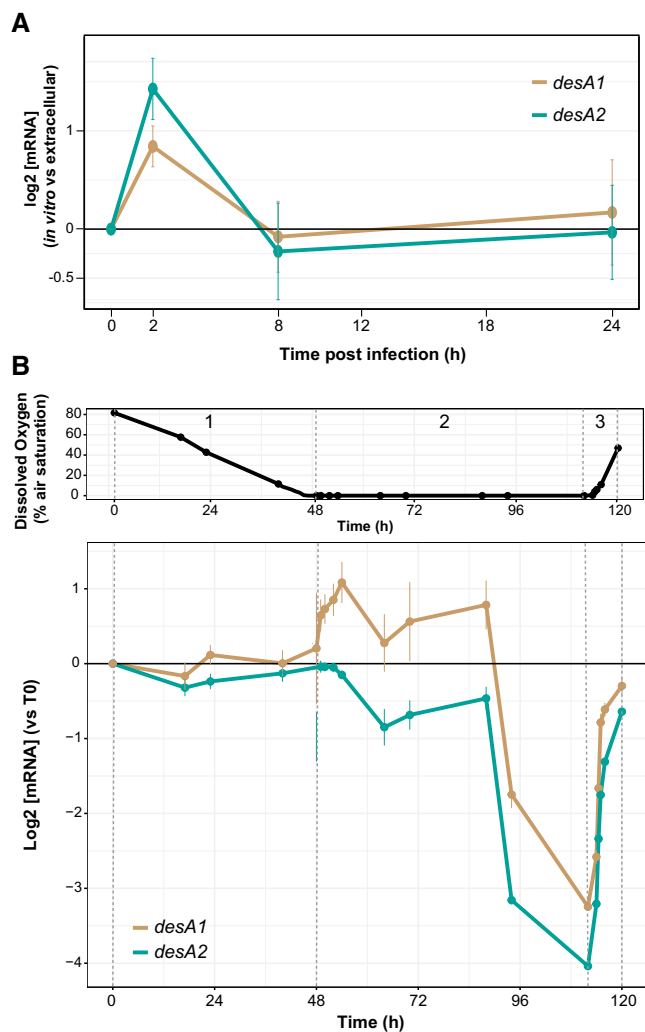 A
log2 [mRNA]
(in vitro vs extracellular)
1
0
-0.5
desA1
desA2
0 2 8 12 18 24
Time post infection (h)
B
Dissolved Oxygen
(% air saturation)
80
60
40
20
0
1 2 3
0 24 48 72 96 120
Time (h)
Log2 [mRNA] (vs T0)
1
0
−1
−2
−3
−4
desA1
desA2
0 24 48 72 96 120
Time (h)